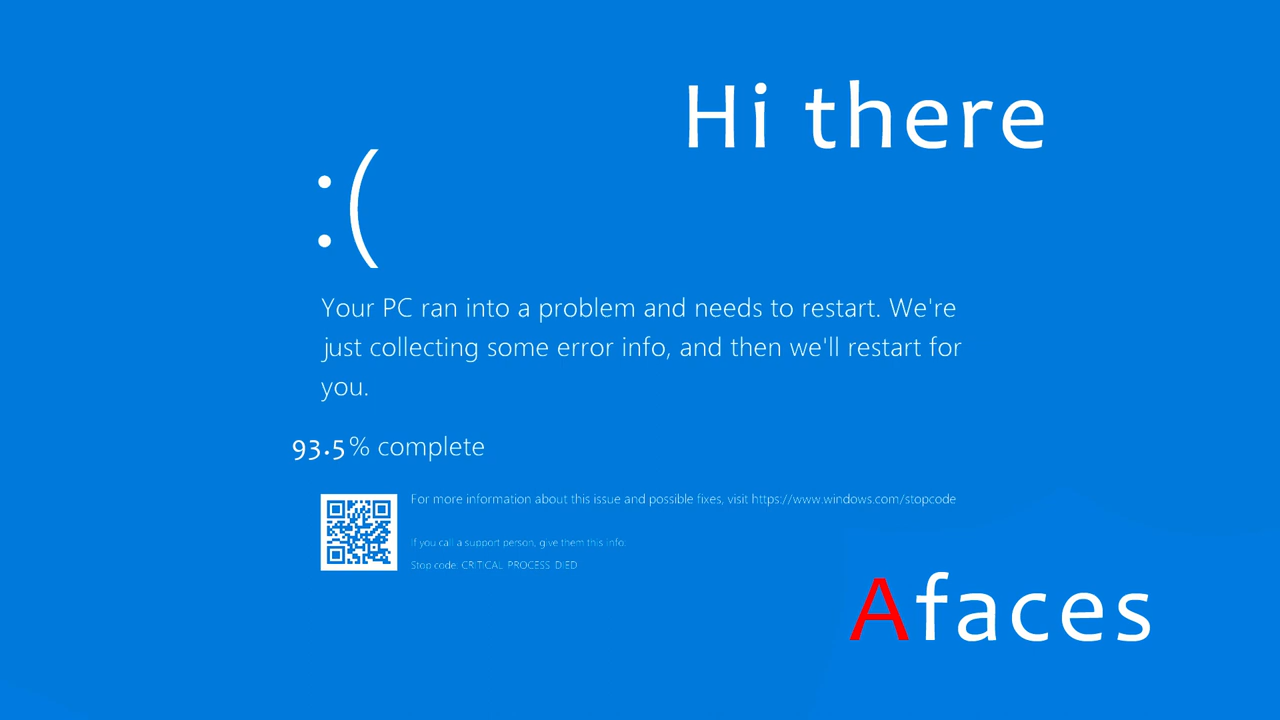 Hi there
:(
Your PC ran into a problem and needs to restart. We're
just collecting some error info, and then we'll restart for
you.
93.5% complete
For more information about this issue and possible fixes, visit https://www.windows.com/stopcode
If you call a support person, give them this info:
Stop code: CRITICAL_PROCESS_DIED
Afaces